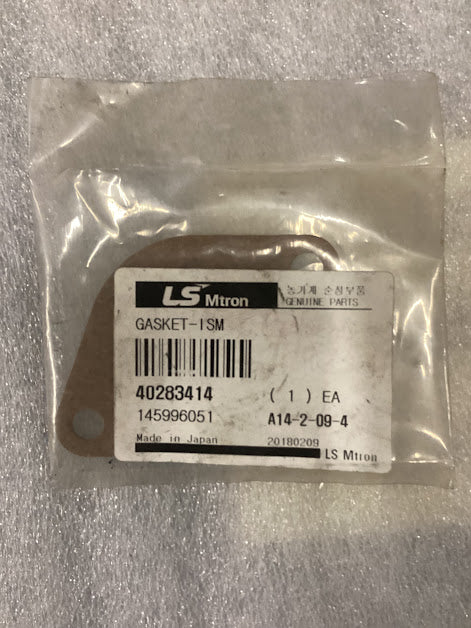 LS Mtron
농기계 순정부품
GENUINE PARTS
GASKET-ISM
40283414 ( 1 ) EA
145996051 A14-2-09-4
Made in Japan 20180209
LS Mtron